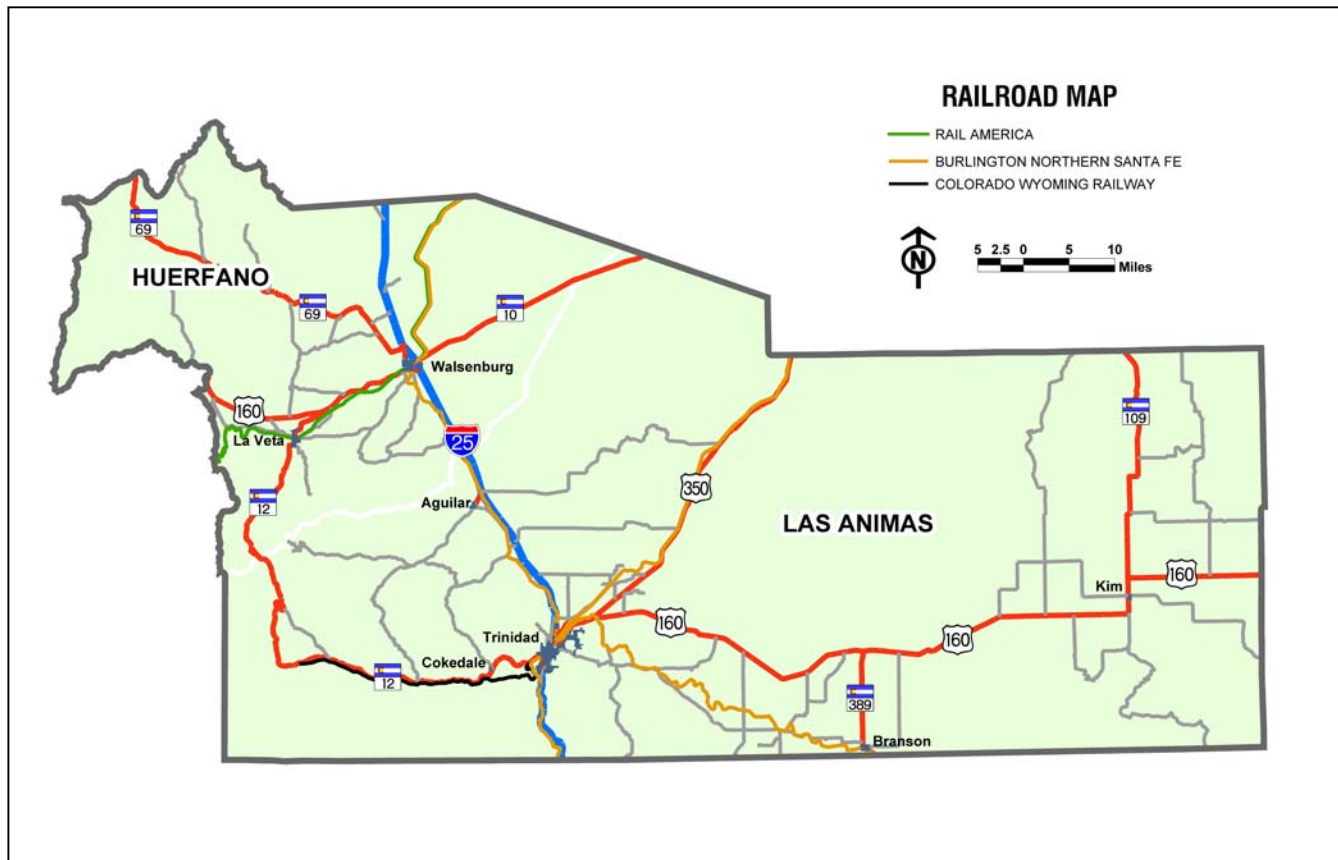 RAILROAD MAP
RAIL AMERICA
BURLINGTON NORTHERN SANTA FE
COLORADO WYOMING RAILWAY
N
5 2.5 0 5 10
Miles
69
HUERFANO
69
10
Walsenburg
160
La Veta
25
109
350
Aguilar
12
LAS ANIMAS
160
Kim
160
160
Trinidad
Cokedale
12
389
Branson